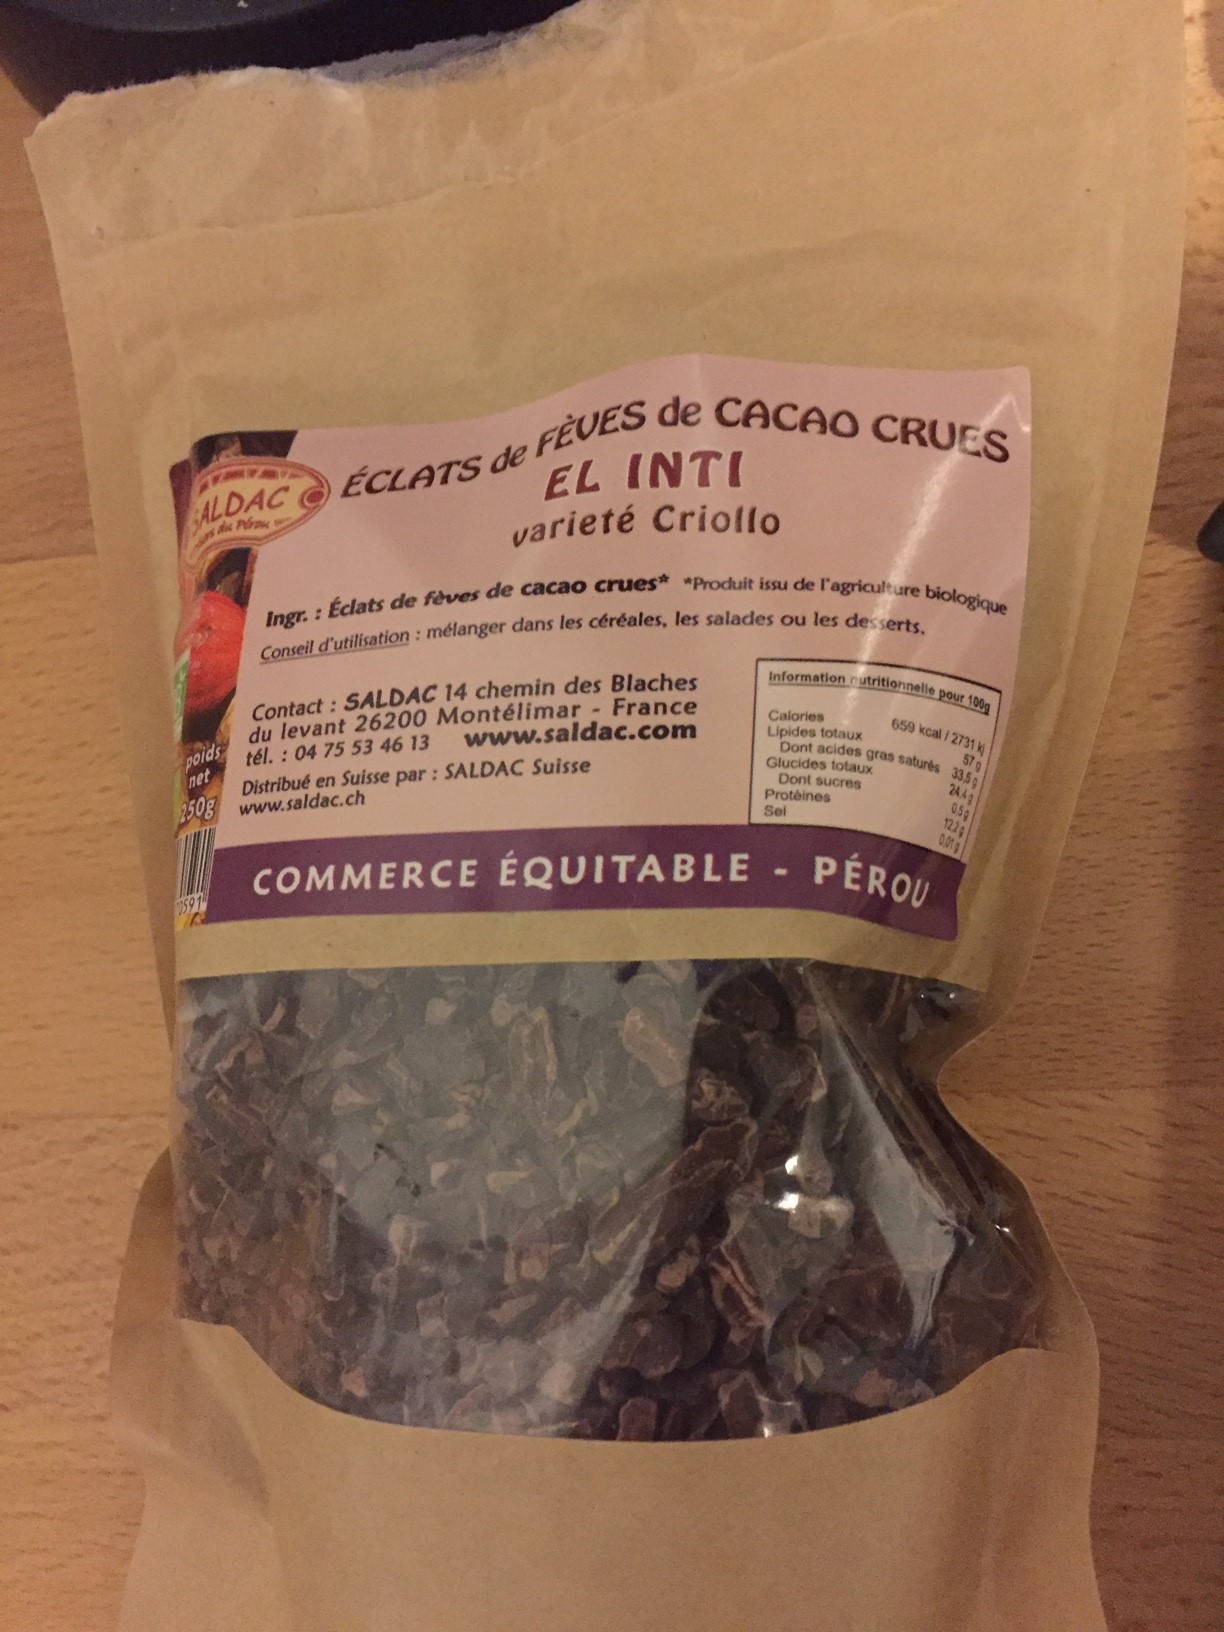 ÉCLATS de FÈVES de CACAO CRUES
EL INTI
varieté Criollo
SALDAC
du Pérou
Ingr. : Éclats de fèves de cacao crues* *Produit issu de l'agriculture biologique
Conseil d'utilisation : mélanger dans les céréales, les salades ou les desserts.
Contact : SALDAC 14 chemin des Blaches
du levant 26200 Montélimar - France
tél. : 04 75 53 46 13 www.saldac.com
Distribué en Suisse par : SALDAC Suisse
www.saldac.ch
poids
net
250g
Information nutritionnelle pour 100g
Calories 659 kcal / 2731 kj
Lipides totaux 57 g
Dont acides gras saturés 33,5 g
Glucides totaux 24,4 g
Dont sucres 0,5 g
Protéines 12,2 g
Sel 0,01 g
0591
COMMERCE ÉQUITABLE - PÉROU